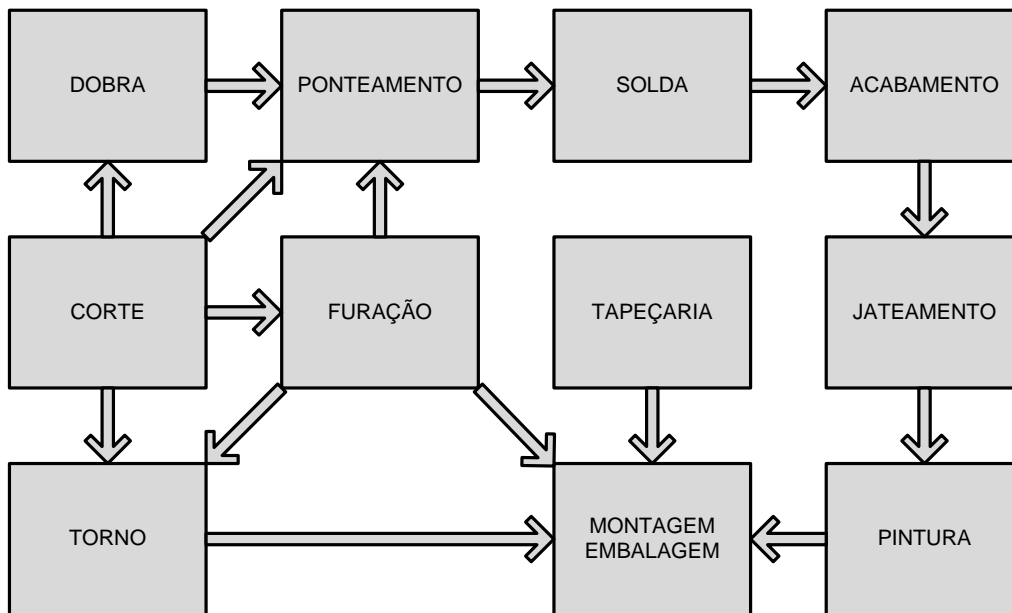 DOBRA
PONTEAMENTO
SOLDA
ACABAMENTO
CORTE
FURAÇÃO
TAPEÇARIA
JATEAMENTO
TORNO
MONTAGEM
EMBALAGEM
PINTURA